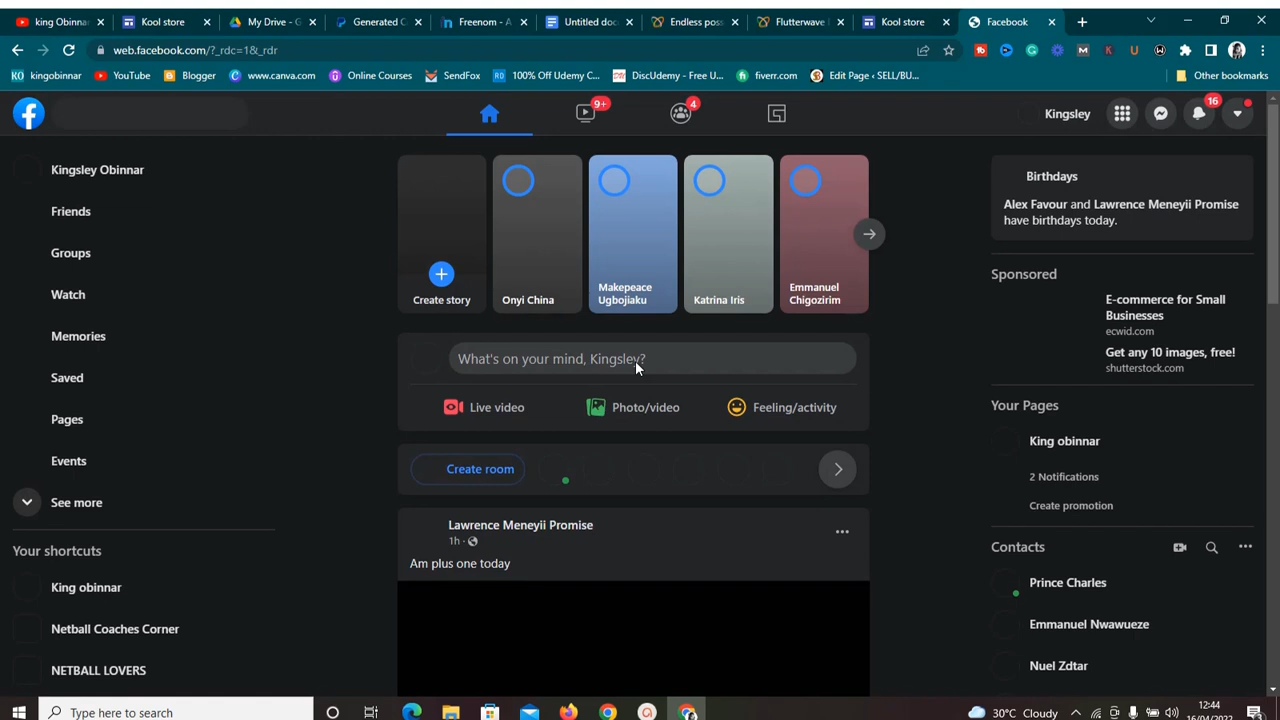 king Obinnar
Kool store
My Drive - G
Generated C
Freenom - A
Untitled doc
Endless poss
Flutterwave
Kool store
Facebook
web.facebook.com/?_rdc=1&_rdr
kingobinnar
YouTube
Blogger
www.canva.com
Online Courses
SendFox
100% Off Udemy C...
DiscUdemy - Free U...
fiverr.com
Edit Page ‹ SELL/BU...
Other bookmarks
9+
4
Kingsley
16
Kingsley Obinnar
Friends
Groups
Watch
Memories
Saved
Pages
Events
See more
Your shortcuts
King obinnar
Netball Coaches Corner
NETBALL LOVERS
Create story
Onyi China
Makepeace
Ugbojiaku
Katrina Iris
Emmanuel
Chigozirim
What's on your mind, Kingsley?
Live video
Photo/video
Feeling/activity
Create room
Lawrence Meneyii Promise
1h ·
Am plus one today
Birthdays
Alex Favour and Lawrence Meneyii Promise
have birthdays today.
Sponsored
E-commerce for Small
Businesses
ecwid.com
Get any 10 images, free!
shutterstock.com
Your Pages
King obinnar
2 Notifications
Create promotion
Contacts
Prince Charles
Emmanuel Nwawueze
Nuel Zdtar
Type here to search
30°C Cloudy
12:44